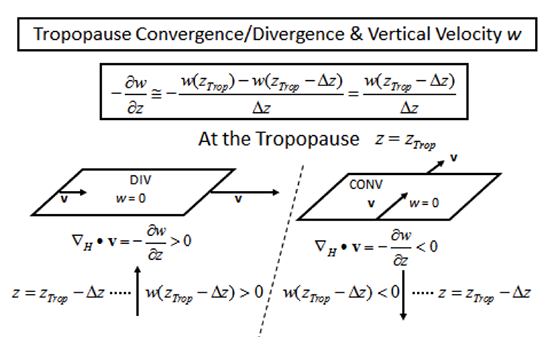 Tropopause Convergence/Divergence & Vertical Velocity w
−∂w/∂z ≅ −(w(z_Trop) − w(z_Trop − Δz))/Δz = w(z_Trop − Δz)/Δz
At the Tropopause z = z_Trop
DIV
v w = 0 v
CONV
v w = 0 v
∇_H • v = −∂w/∂z > 0
∇_H • v = −∂w/∂z < 0
z = z_Trop − Δz ····· w(z_Trop − Δz) > 0
w(z_Trop − Δz) < 0 ····· z = z_Trop − Δz